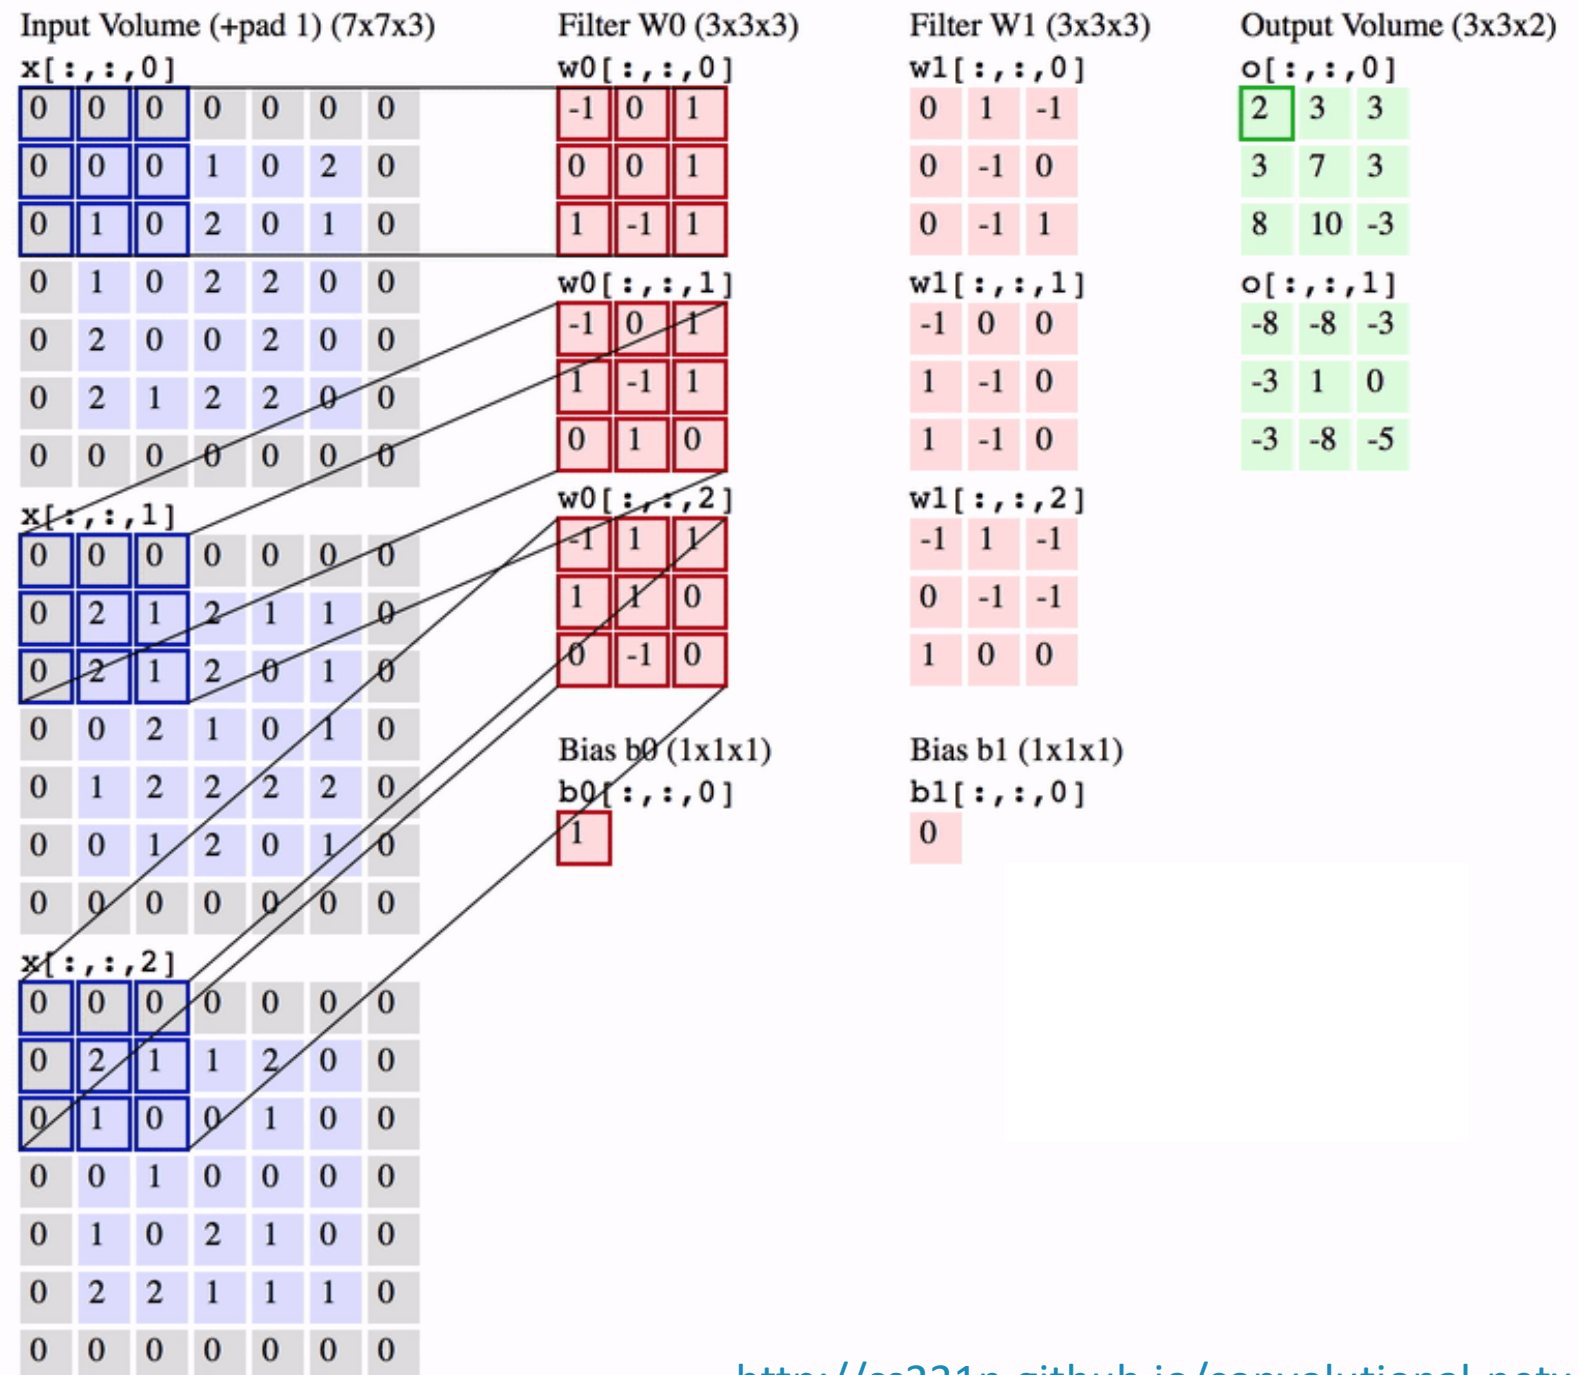 Input Volume (+pad 1) (7x7x3)
x[:,:,0]
0 0 0 0 0 0 0
0 0 0 1 0 2 0
0 1 0 2 0 1 0
0 1 0 2 2 0 0
0 2 0 0 2 0 0
0 2 1 2 2 0 0
0 0 0 0 0 0 0
x[:,:,1]
0 0 0 0 0 0 0
0 2 1 2 1 1 0
0 2 1 2 0 1 0
0 0 2 1 0 1 0
0 1 2 2 2 2 0
0 0 1 2 0 1 0
0 0 0 0 0 0 0
x[:,:,2]
0 0 0 0 0 0 0
0 2 1 1 2 0 0
0 1 0 0 1 0 0
0 0 1 0 0 0 0
0 1 0 2 1 0 0
0 2 2 1 1 1 0
0 0 0 0 0 0 0
Filter W0 (3x3x3)
w0[:,:,0]
-1 0 1
0 0 1
1 -1 1
w0[:,:,1]
-1 0 1
1 -1 1
0 1 0
w0[:,:,2]
-1 1 1
1 1 0
0 -1 0
Bias b0 (1x1x1)
b0[:,:,0]
1
Filter W1 (3x3x3)
w1[:,:,0]
0 1 -1
0 -1 0
0 -1 1
w1[:,:,1]
-1 0 0
1 -1 0
1 -1 0
w1[:,:,2]
-1 1 -1
0 -1 -1
1 0 0
Bias b1 (1x1x1)
b1[:,:,0]
0
Output Volume (3x3x2)
o[:,:,0]
2 3 3
3 7 3
8 10 -3
o[:,:,1]
-8 -8 -3
-3 1 0
-3 -8 -5